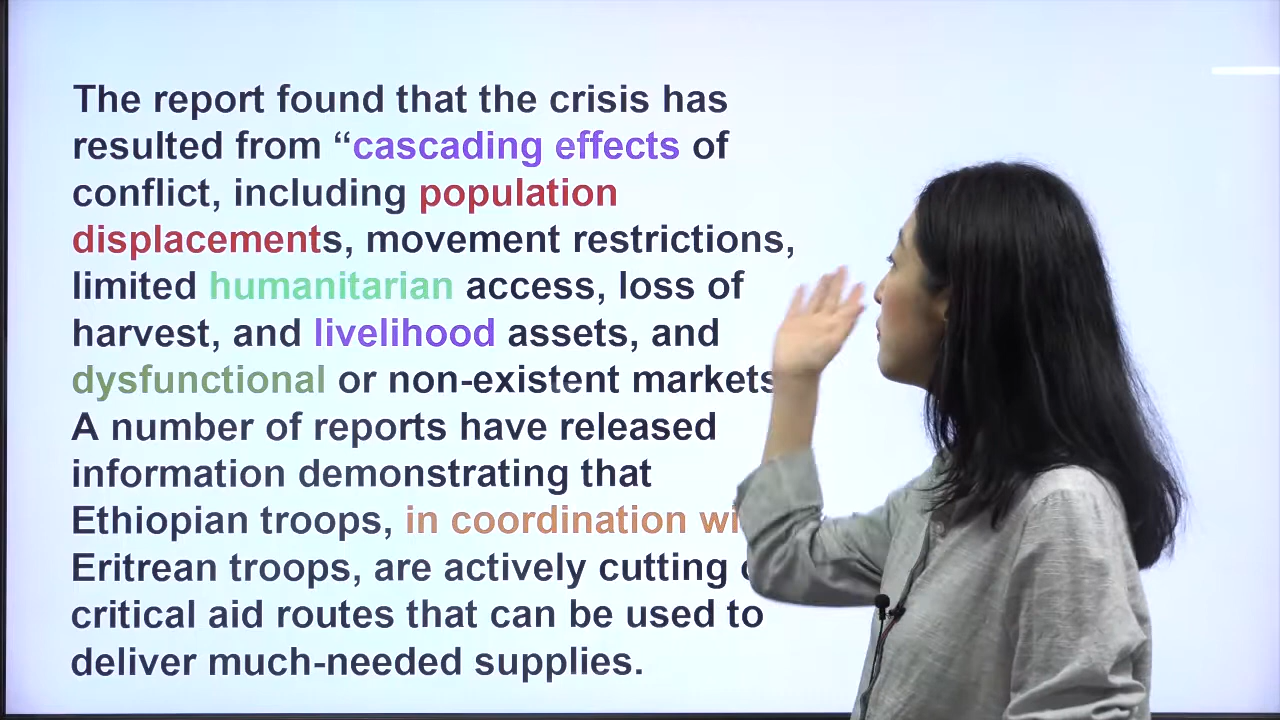 The report found that the crisis has
resulted from “cascading effects of
conflict, including population
displacements, movement restrictions,
limited humanitarian access, loss of
harvest, and livelihood assets, and
dysfunctional or non-existent markets
A number of reports have released
information demonstrating that
Ethiopian troops, in coordination
Eritrean troops, are actively cutting
critical aid routes that can be used to
deliver much-needed supplies.